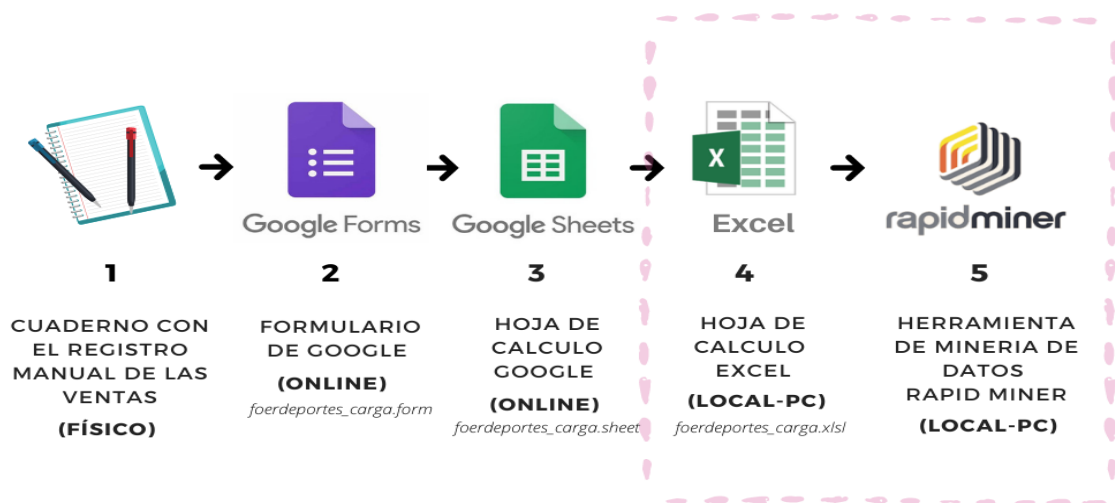 X
Google Forms
Google Sheets
Excel
rapidminer
1
2
3
4
5
CUADERNO CON
EL REGISTRO
MANUAL DE LAS
VENTAS
(FÍSICO)
FORMULARIO
DE GOOGLE
(ONLINE)
foerdeportes_carga.form
HOJA DE
CALCULO
GOOGLE
(ONLINE)
foerdeportes_carga.sheet
HOJA DE
CALCULO
EXCEL
(LOCAL-PC)
foerdeportes_carga.xlsl
HERRAMIENTA
DE MINERIA DE
DATOS
RAPID MINER
(LOCAL-PC)